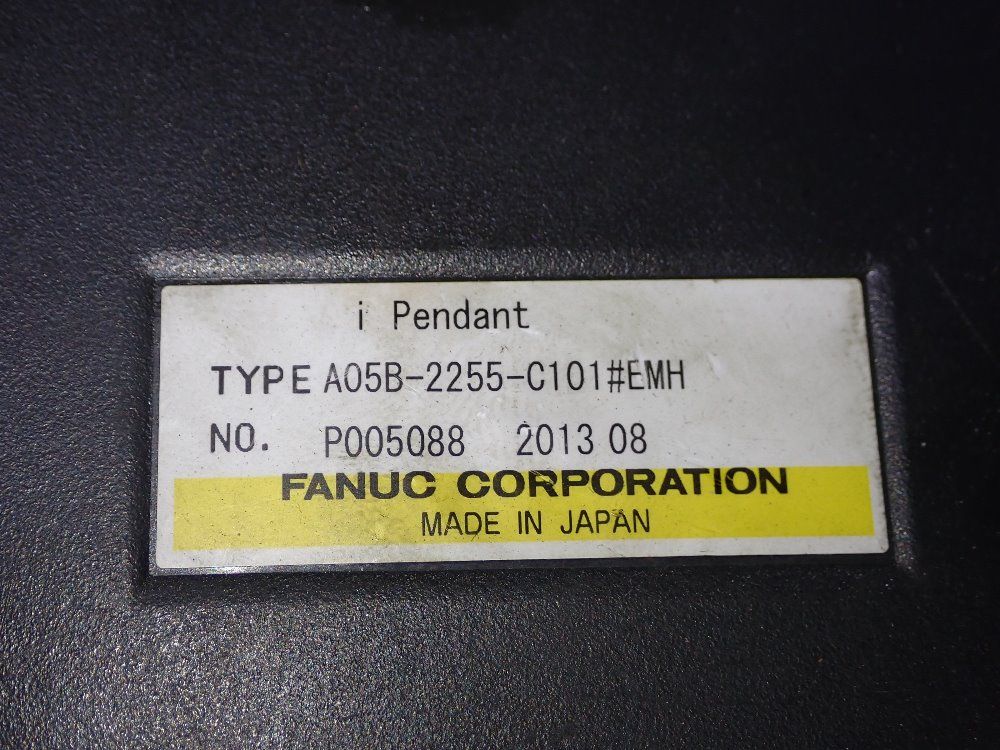 i Pendant
TYPE A05B-2255-C101#EMH
NO. P005088 2013 08
FANUC CORPORATION
MADE IN JAPAN